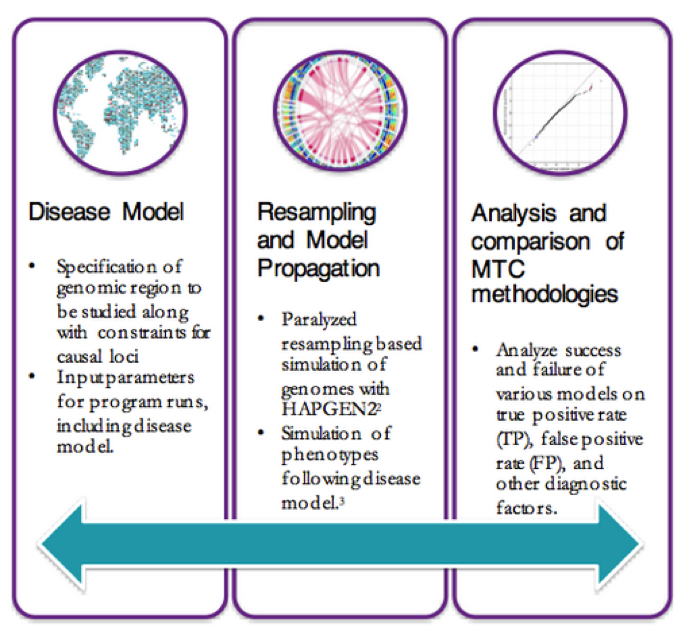 Disease Model
• Specification of
genomic region to
be studied along
with constraints for
causal loci
• Input parameters
for program runs,
including disease
model.
Resampling
and Model
Propagation
• Paralyzed
resampling based
simulation of
genomes with
HAPGEN2²
• Simulation of
phenotypes
following disease
model.³
Analysis and
comparison of
MTC
methodologies
• Analyze success
and failure of
various models on
true positive rate
(TP), false positive
rate (FP), and
other diagnostic
factors.